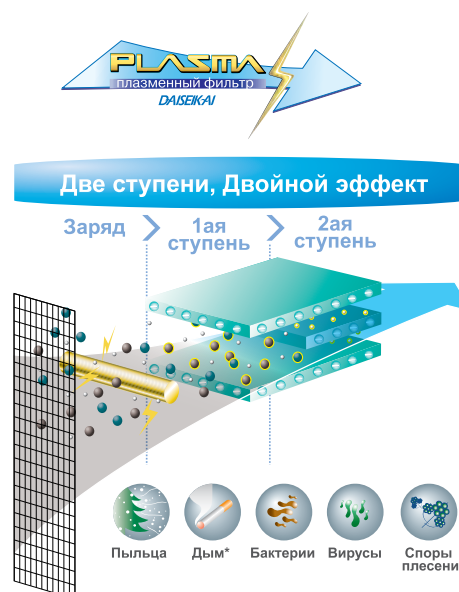 PLASMA
плазменный фильтр
DAISEIKAI
Две ступени, Двойной эффект
Заряд
1ая
ступень
2ая
ступень
Пыльца
Дым*
Бактерии
Вирусы
Споры
плесени